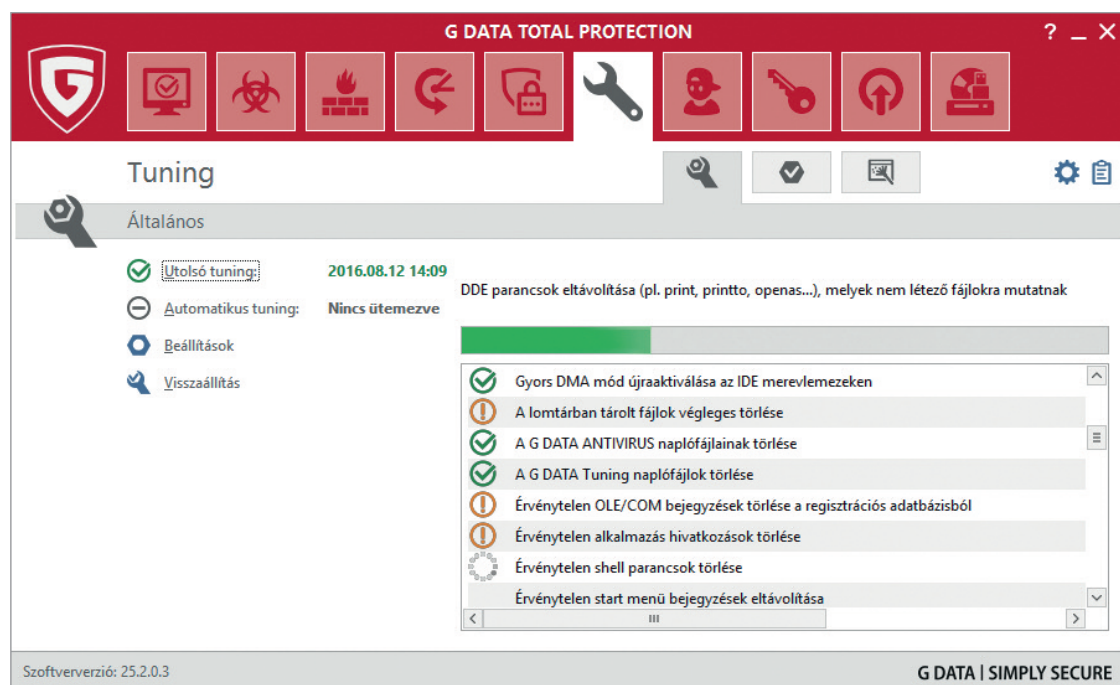 G DATA TOTAL PROTECTION
Tuning
Általános
Utolsó tuning: 2016.08.12 14:09
Automatikus tuning: Nincs ütemezve
Beállítások
Visszaállítás
DDE parancsok eltávolítása (pl. print, printto, openas...), melyek nem létező fájlokra mutatnak
Gyors DMA mód újraaktiválása az IDE merevlemezeken
A lomtárban tárolt fájlok végleges törlése
A G DATA ANTIVIRUS naplófájlainak törlése
A G DATA Tuning naplófájlok törlése
Érvénytelen OLE/COM bejegyzések törlése a regisztrációs adatbázisból
Érvénytelen alkalmazás hivatkozások törlése
Érvénytelen shell parancsok törlése
Érvénytelen start menü bejegyzések eltávolítása
Szoftververzió: 25.2.0.3
G DATA | SIMPLY SECURE